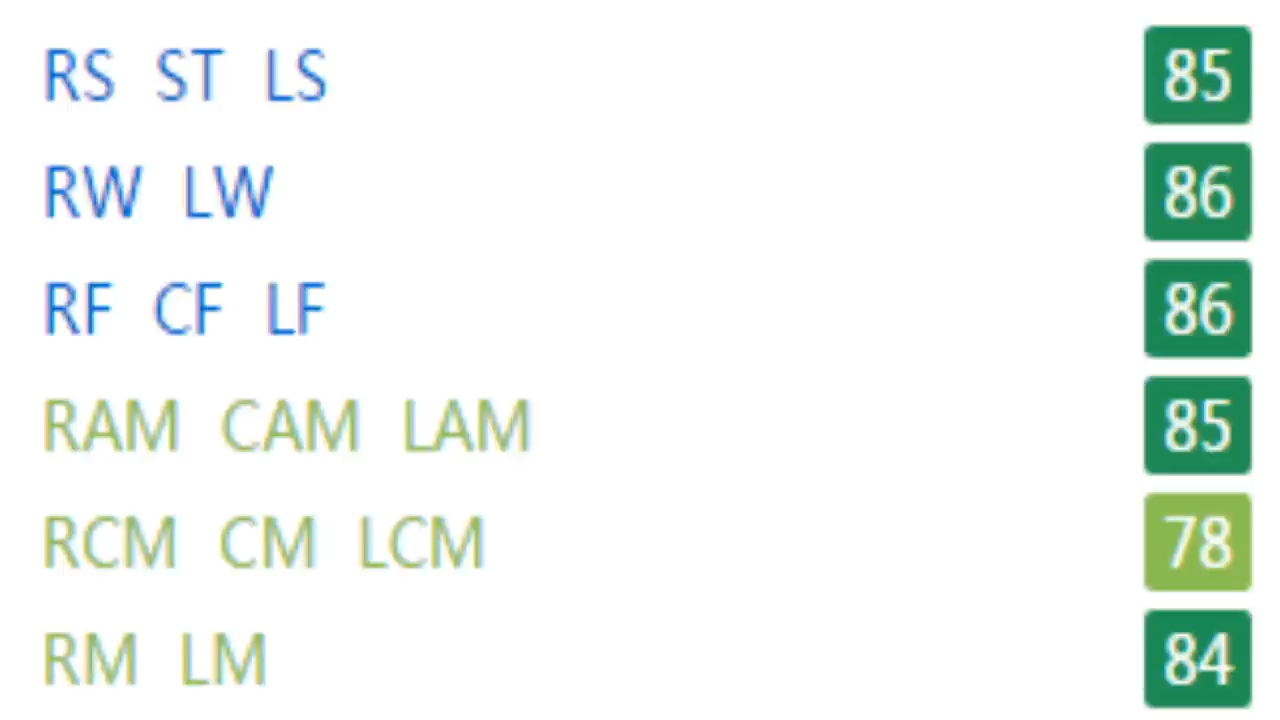 RS ST LS 85
RW LW 86
RF CF LF 86
RAM CAM LAM 85
RCM CM LCM 78
RM LM 84